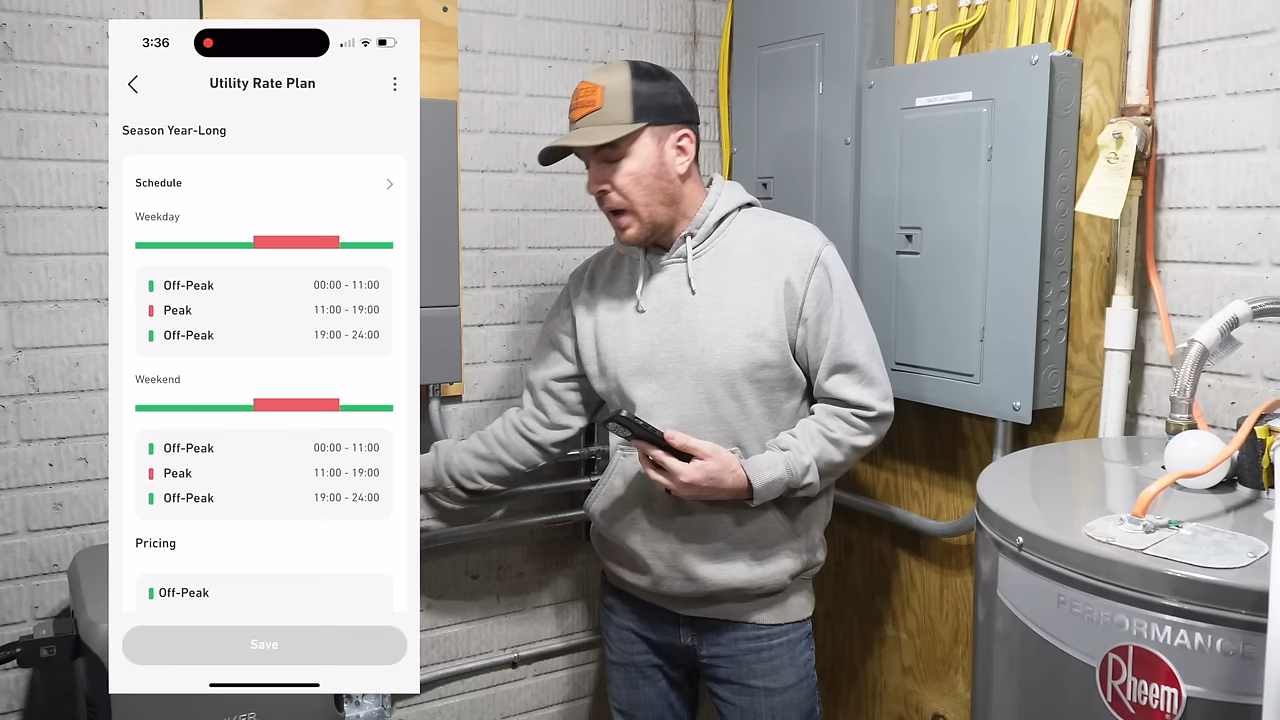 3:36
Utility Rate Plan
Season Year-Long
Schedule
Weekday
Off-Peak 00:00 - 11:00
Peak 11:00 - 19:00
Off-Peak 19:00 - 24:00
Weekend
Off-Peak 00:00 - 11:00
Peak 11:00 - 19:00
Off-Peak 19:00 - 24:00
Pricing
Off-Peak
Save
PERFORMANCE
Rheem